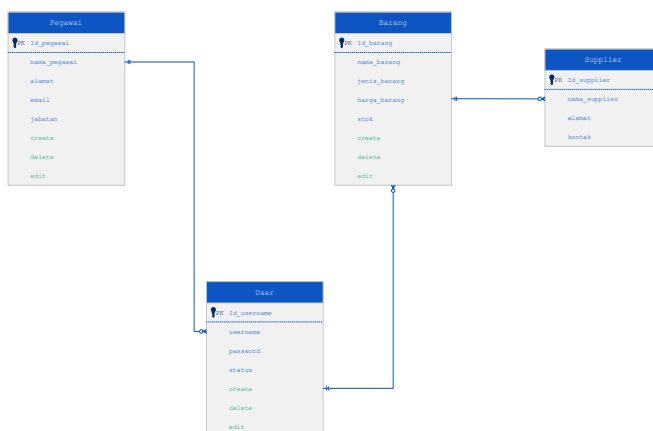 Pegawai
PK Id_pegawai
nama_pegawai
alamat
email
jabatan
create
delete
edit
Barang
PK Id_barang
nama_barang
jenis_barang
harga_barang
stok
create
delete
edit
Supplier
PK Id_supplier
nama_supplier
alamat
kontak
User
PK Id_username
username
password
status
create
delete
edit